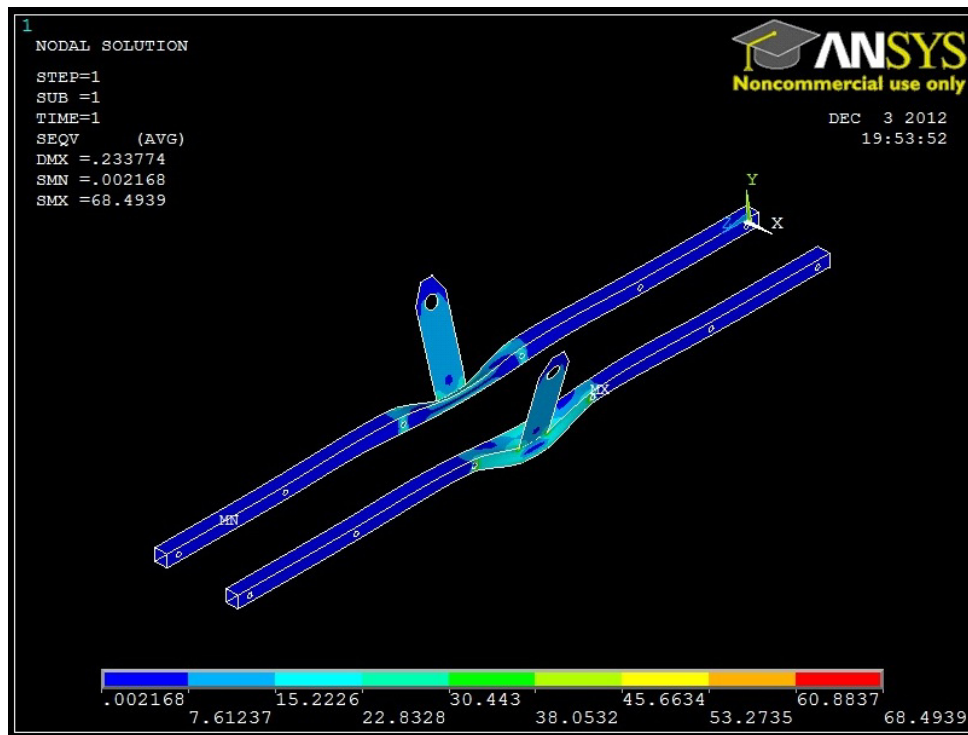 1
NODAL SOLUTION
STEP=1
SUB =1
TIME=1
SEQV (AVG)
DMX =.233774
SMN =.002168
SMX =68.4939
ANSYS
Noncommercial use only
DEC 3 2012
19:53:52
Y
X
MX
MN
.002168 15.2226 30.443 45.6634 60.8837
7.61237 22.8328 38.0532 53.2735 68.4939